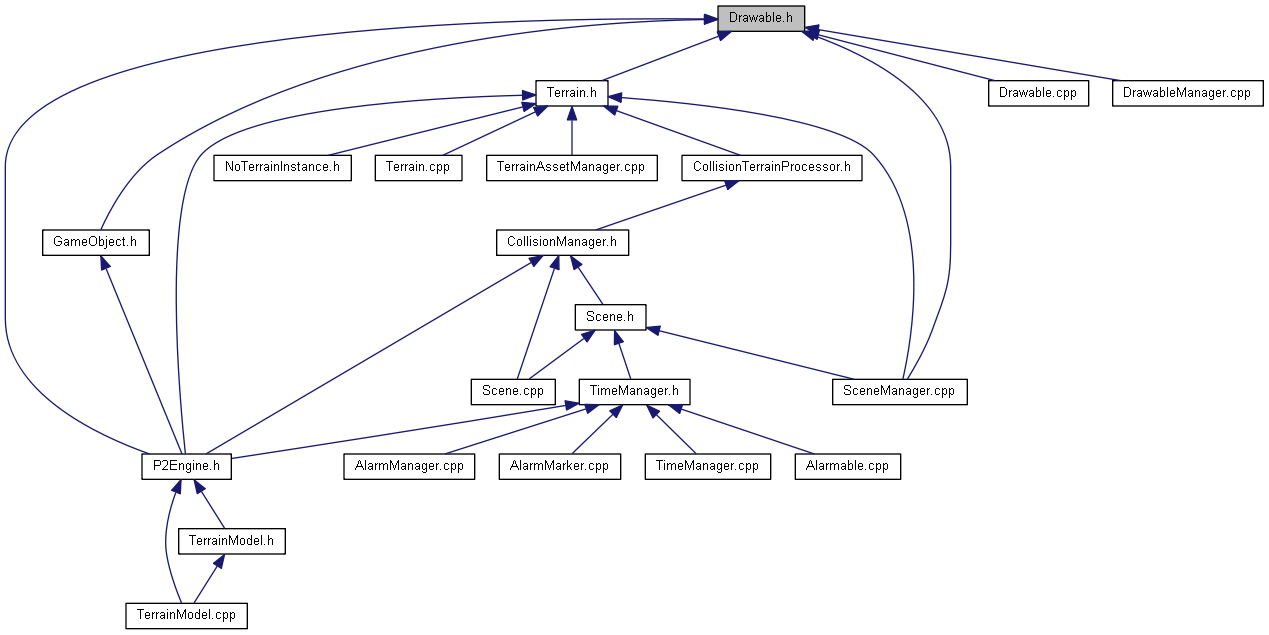 Drawable.h
Terrain.h
Drawable.cpp
DrawableManager.cpp
NoTerrainInstance.h
Terrain.cpp
TerrainAssetManager.cpp
CollisionTerrainProcessor.h
GameObject.h
CollisionManager.h
Scene.h
Scene.cpp
TimeManager.h
SceneManager.cpp
P2Engine.h
AlarmManager.cpp
AlarmMarker.cpp
TimeManager.cpp
Alarmable.cpp
TerrainModel.h
TerrainModel.cpp